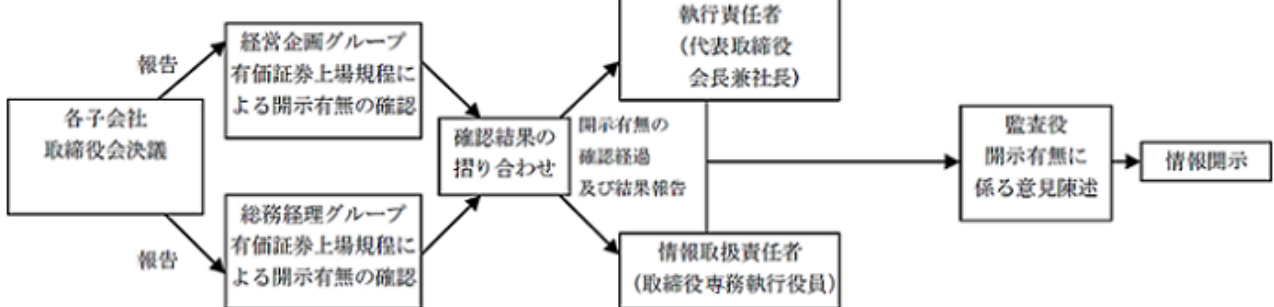 報告
各子会社
取締役会決議
報告
経営企画グループ
有価証券上場規程に
よる開示有無の確認
総務経理グループ
有価証券上場規程に
よる開示有無の確認
確認結果の
摺り合わせ
開示有無の
確認経過
及び結果報告
執行責任者
(代表取締役
会長兼社長)
情報取扱責任者
(取締役専務執行役員)
監査役
開示有無に
係る意見陳述
情報開示